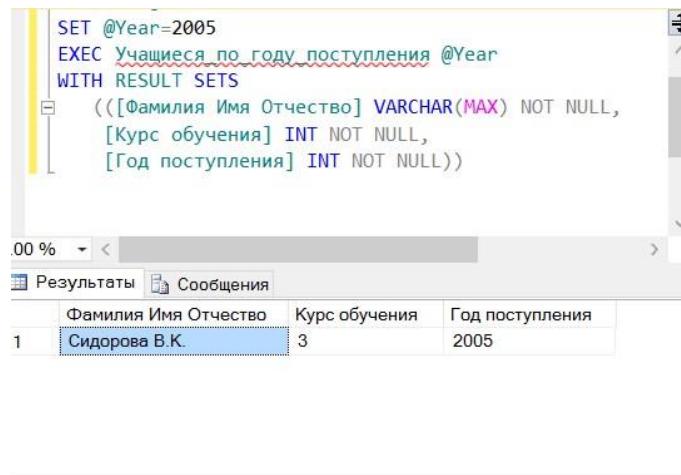 SET @Year=2005
EXEC Учащиеся_по_году_поступления @Year
WITH RESULT SETS
(([Фамилия Имя Отчество] VARCHAR(MAX) NOT NULL,
[Курс обучения] INT NOT NULL,
[Год поступления] INT NOT NULL))
.00 %
Результаты Сообщения
Фамилия Имя Отчество Курс обучения Год поступления
1 Сидорова В.К. 3 2005